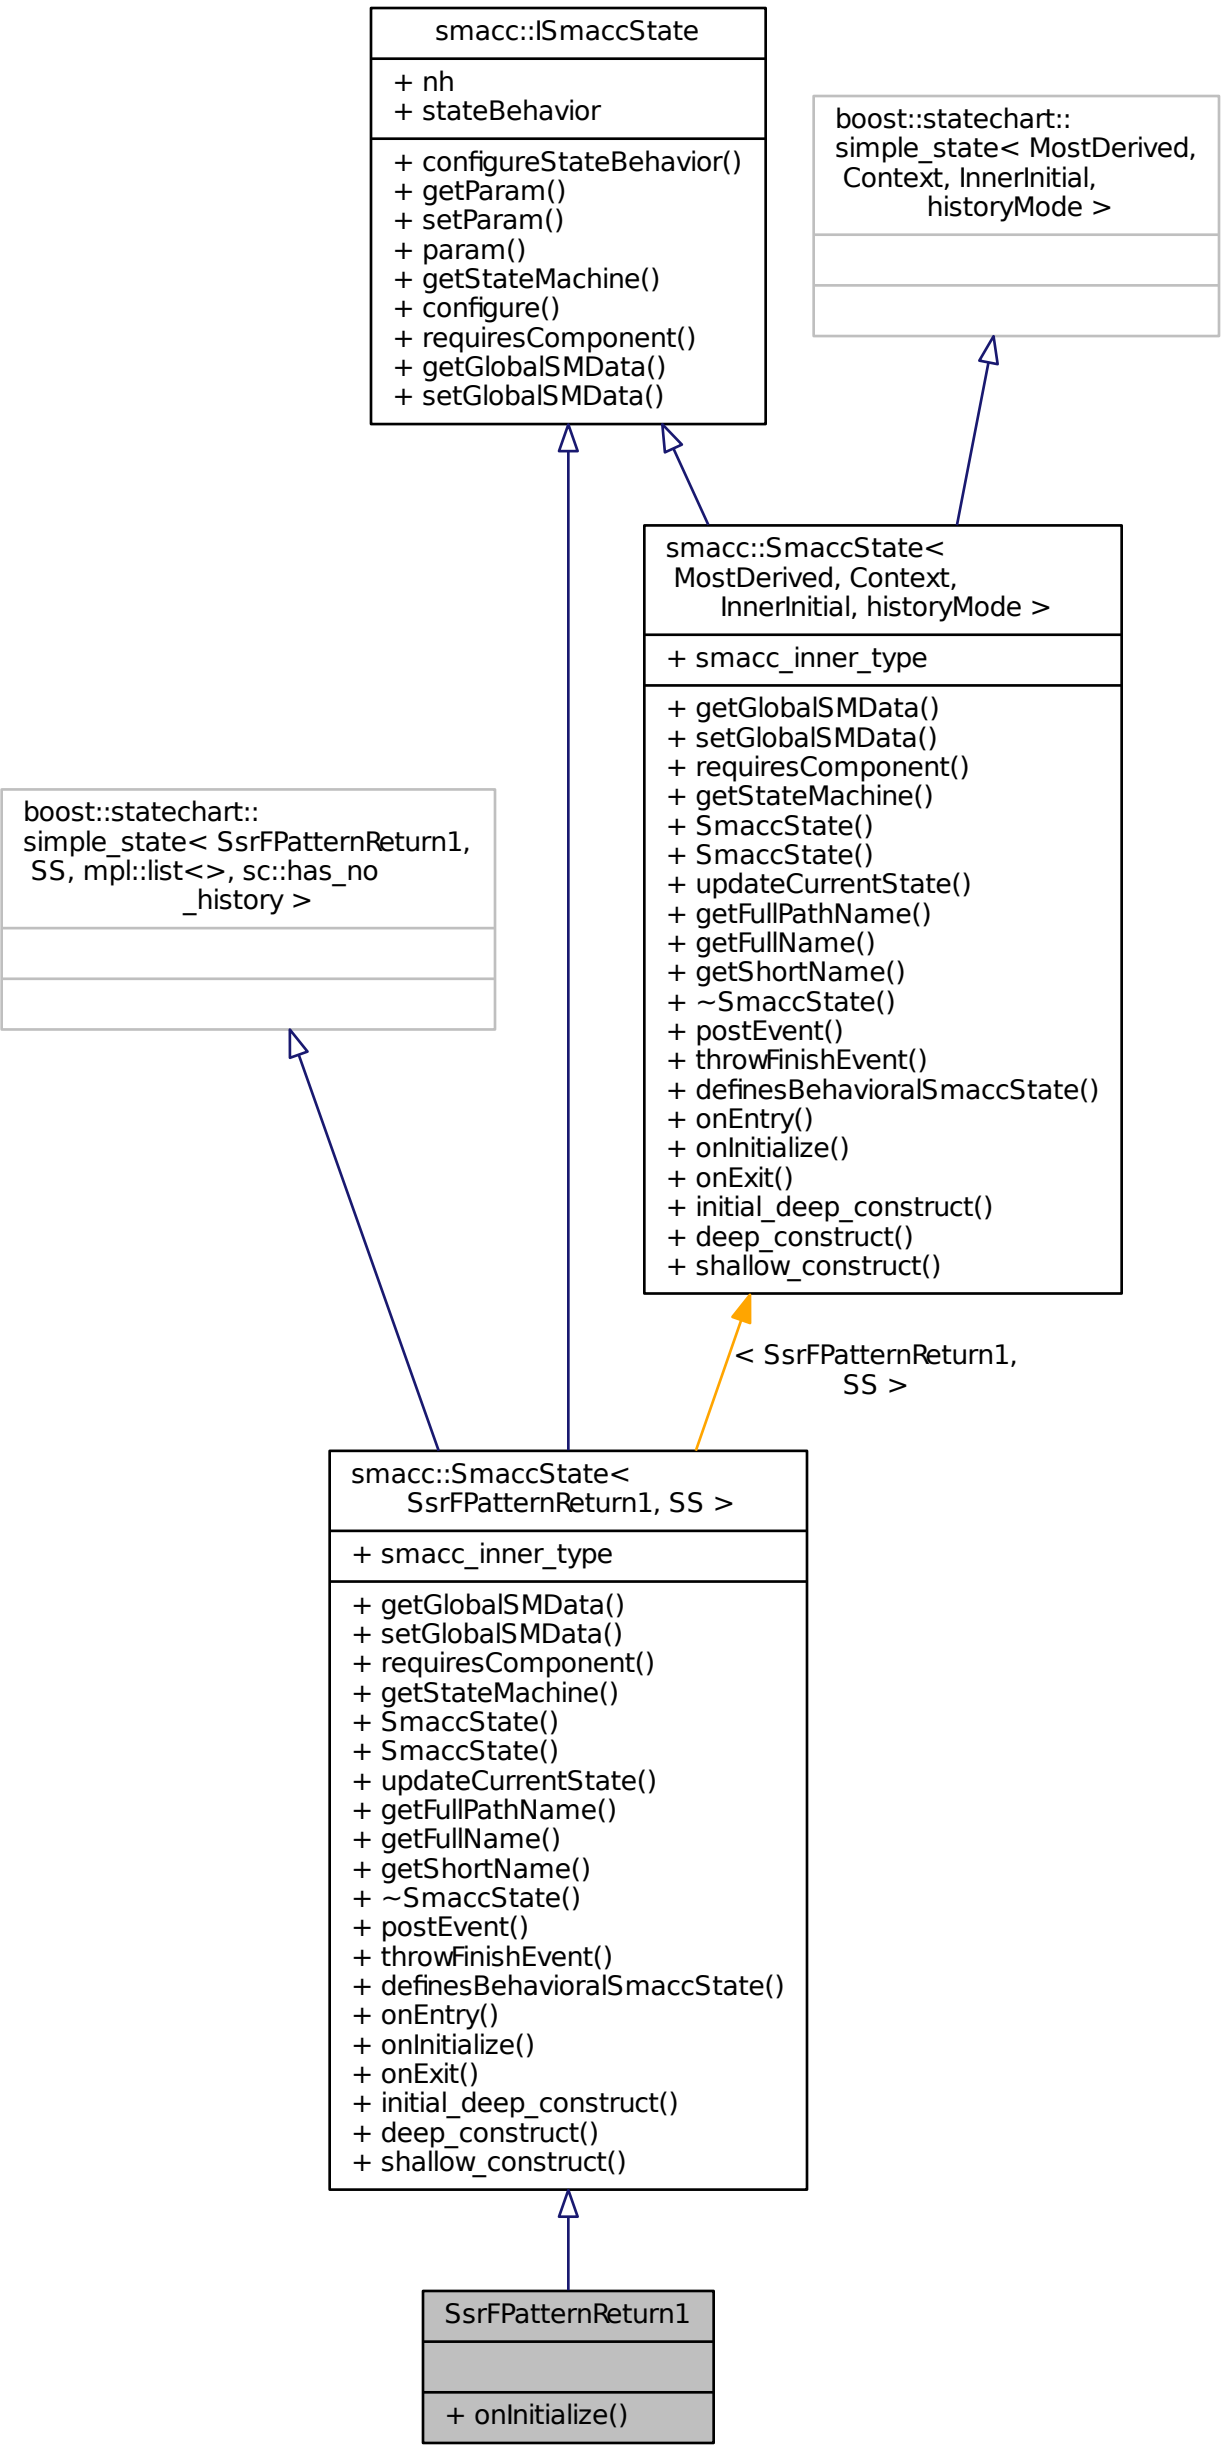 smacc::ISmaccState
+ nh
+ stateBehavior
+ configureStateBehavior()
+ getParam()
+ setParam()
+ param()
+ getStateMachine()
+ configure()
+ requiresComponent()
+ getGlobalSMData()
+ setGlobalSMData()
boost::statechart::
simple_state< MostDerived,
Context, InnerInitial,
historyMode >
smacc::SmaccState<
MostDerived, Context,
InnerInitial, historyMode >
+ smacc_inner_type
+ getGlobalSMData()
+ setGlobalSMData()
+ requiresComponent()
+ getStateMachine()
+ SmaccState()
+ SmaccState()
+ updateCurrentState()
+ getFullPathName()
+ getFullName()
+ getShortName()
+ ~SmaccState()
+ postEvent()
+ throwFinishEvent()
+ definesBehavioralSmaccState()
+ onEntry()
+ onInitialize()
+ onExit()
+ initial_deep_construct()
+ deep_construct()
+ shallow_construct()
boost::statechart::
simple_state< SsrFPatternReturn1,
SS, mpl::list<>, sc::has_no
_history >
< SsrFPatternReturn1,
SS >
smacc::SmaccState<
SsrFPatternReturn1, SS >
+ smacc_inner_type
+ getGlobalSMData()
+ setGlobalSMData()
+ requiresComponent()
+ getStateMachine()
+ SmaccState()
+ SmaccState()
+ updateCurrentState()
+ getFullPathName()
+ getFullName()
+ getShortName()
+ ~SmaccState()
+ postEvent()
+ throwFinishEvent()
+ definesBehavioralSmaccState()
+ onEntry()
+ onInitialize()
+ onExit()
+ initial_deep_construct()
+ deep_construct()
+ shallow_construct()
SsrFPatternReturn1
+ onInitialize()